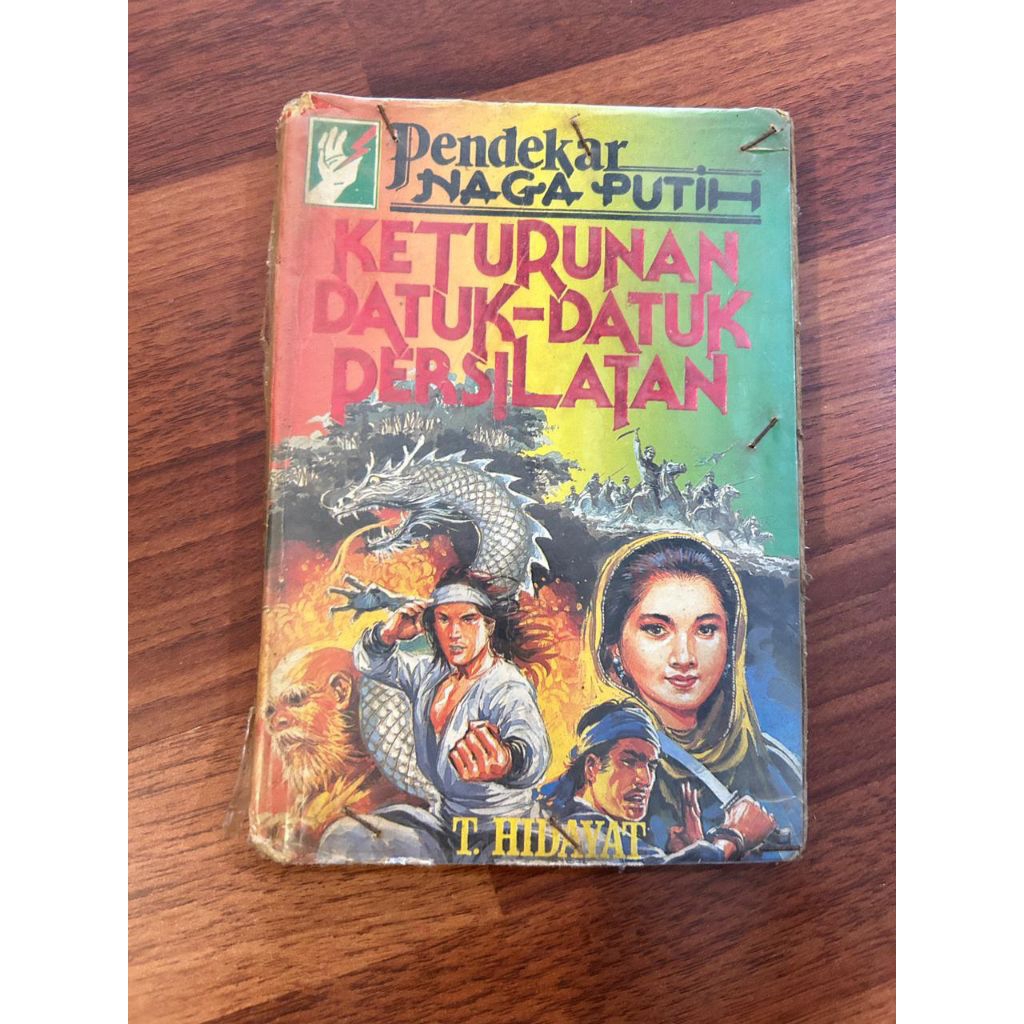 Pendekar
NAGA PUTIH
KETURUNAN
DATUK-DATUK
PERSILATAN
T. HIDAYAT